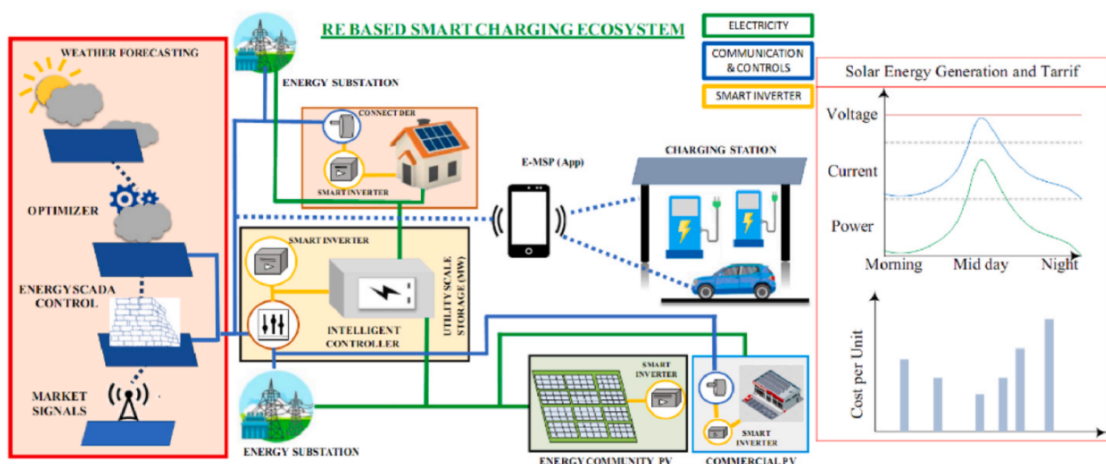 RE BASED SMART CHARGING ECOSYSTEM
ELECTRICITY
COMMUNICATION
& CONTROLS
SMART INVERTER
WEATHER FORECASTING
OPTIMIZER
ENERGY SCADA
CONTROL
MARKET
SIGNALS
ENERGY SUBSTATION
CONNECT DER
SMART INVERTER
E-MSP (App)
CHARGING STATION
SMART INVERTER
INTELLIGENT
CONTROLLER
UTILITY SCALE
STORAGE (MW)
ENERGY SUBSTATION
SMART
INVERTER
ENERGY COMMUNITY PV
SMART
INVERTER
COMMERCIAL PV
Solar Energy Generation and Tarrif
Voltage
Current
Power
Morning
Mid day
Night
Cost per Unit